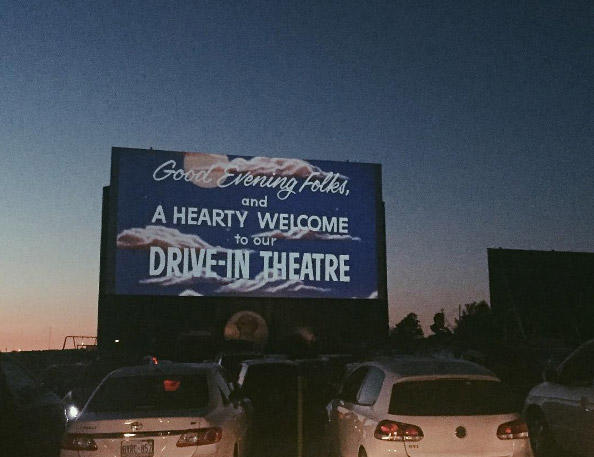 Good Evening Folks,
and
A HEARTY WELCOME
to our
DRIVE-IN THEATRE